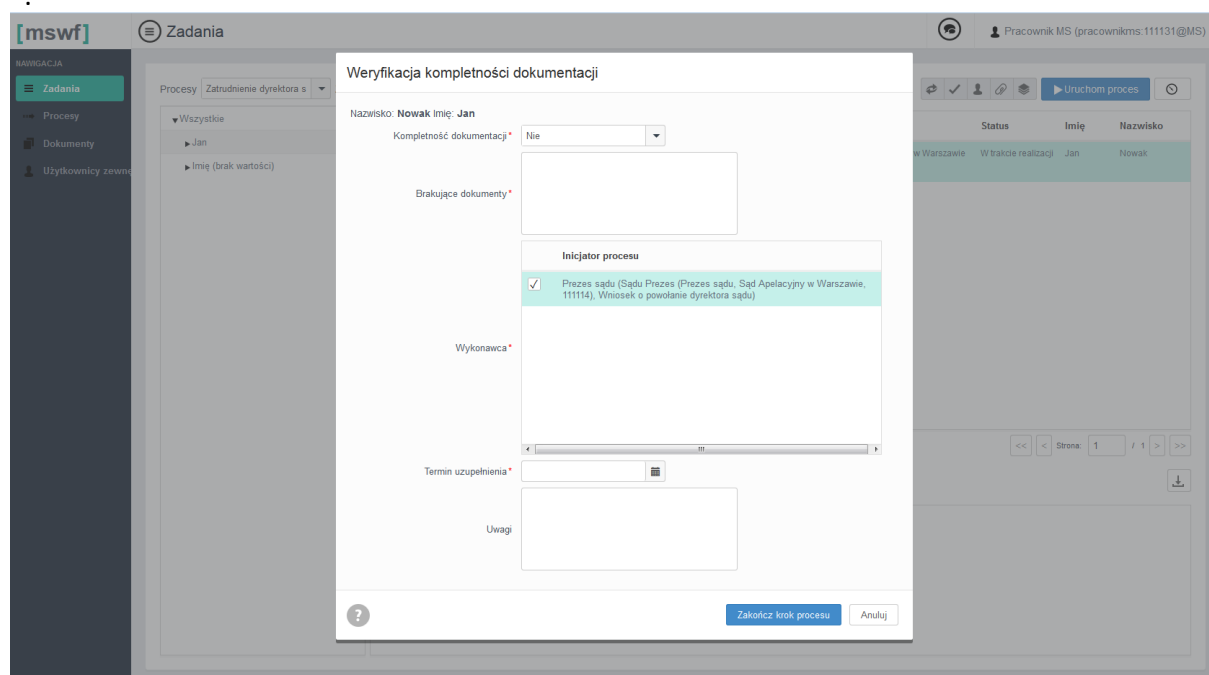 [mswf]
Zadania
Pracownik MS (pracownikms:111131@MS)
NAWIGACJA
Zadania
Procesy
Dokumenty
Użytkownicy zewnę
Procesy Zatrudnienie dyrektora s
Uruchom proces
Wszystkie
Jan
Imię (brak wartości)
Status Imię Nazwisko
w Warszawie W trakcie realizacji Jan Nowak
<< < Strona: 1 / 1 > >>
Weryfikacja kompletności dokumentacji
Nazwisko: Nowak Imię: Jan
Kompletność dokumentacji* Nie
Brakujące dokumenty*
Inicjator procesu
Prezes sądu (Sądu Prezes (Prezes sądu, Sąd Apelacyjny w Warszawie,
111114), Wniosek o powołanie dyrektora sądu)
Wykonawca*
Termin uzupełnienia*
Uwagi
?
Zakończ krok procesu Anuluj